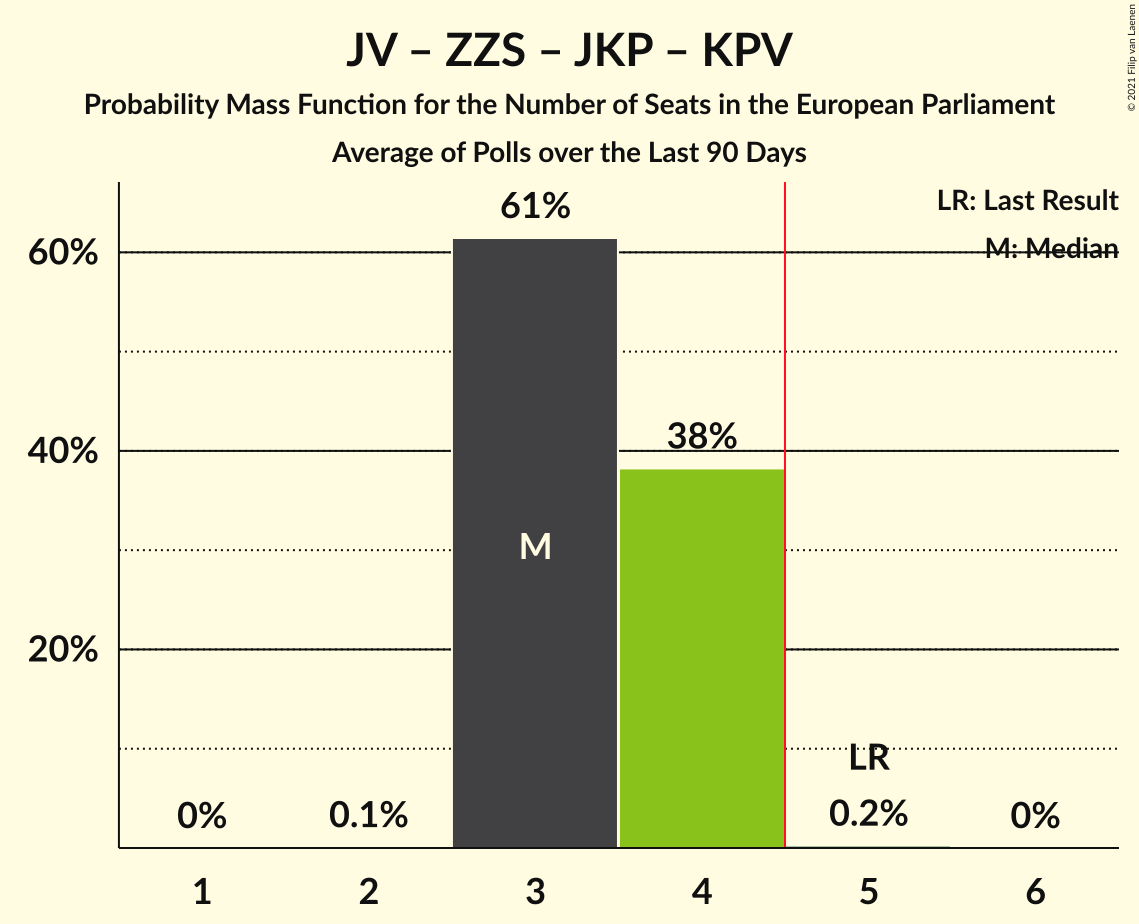 JV – ZZS – JKP – KPV
Probability Mass Function for the Number of Seats in the European Parliament
Average of Polls over the Last 90 Days
© 2021 Filip van Laenen
LR: Last Result
M: Median
61%
60%
38%
40%
M
20%
LR
0%
0.1%
0.2%
0%
1
2
3
4
5
6